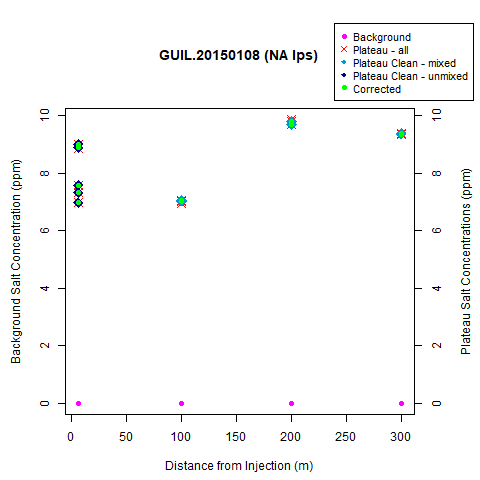 GUIL.20150108 (NA lps)
Background
Plateau - all
Plateau Clean - mixed
Plateau Clean - unmixed
Corrected
Background Salt Concentration (ppm)
10
8
6
4
2
0
10
8
6
4
2
0
Plateau Salt Concentrations (ppm)
0 50 100 150 200 250 300
Distance from Injection (m)